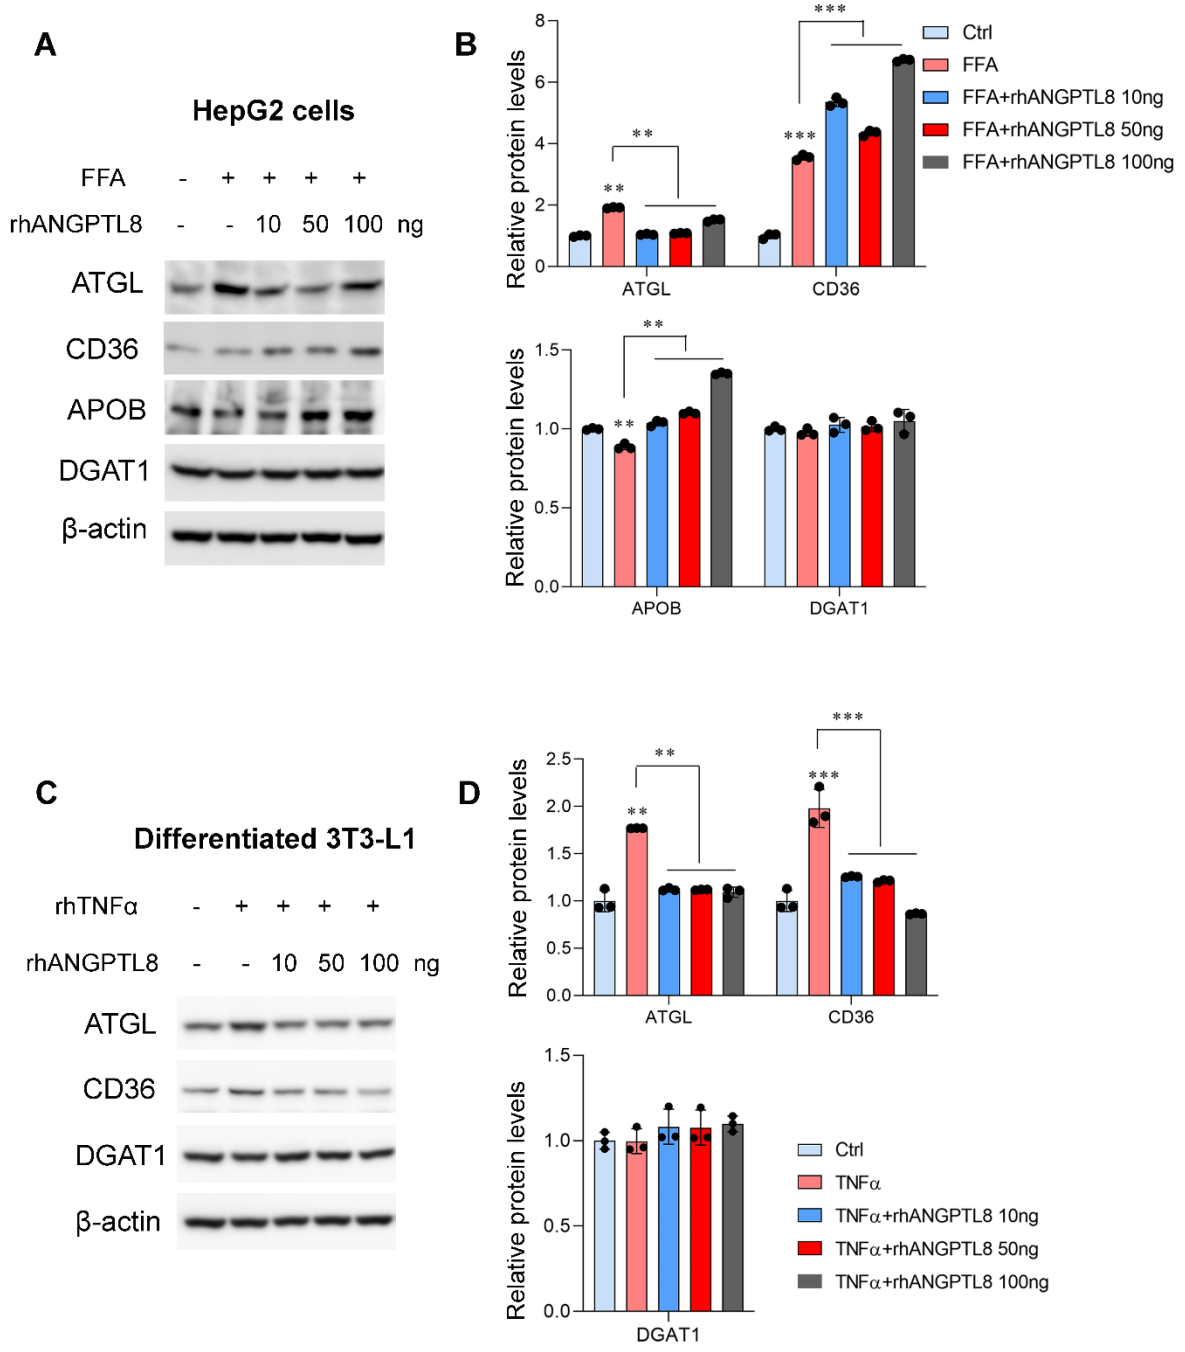 A
HepG2 cells
FFA - + + + +
rhANGPTL8 - - 10 50 100 ng
ATGL
CD36
APOB
DGAT1
β-actin
B
Relative protein levels
8
6
4
2
0
**
**
***
***
ATGL CD36
Ctrl
FFA
FFA+rhANGPTL8 10ng
FFA+rhANGPTL8 50ng
FFA+rhANGPTL8 100ng
Relative protein levels
1.5
1.0
0.5
0.0
**
**
APOB DGAT1
C
Differentiated 3T3-L1
rhTNFα - + + + +
rhANGPTL8 - - 10 50 100 ng
ATGL
CD36
DGAT1
β-actin
D
Relative protein levels
2.5
2.0
1.5
1.0
0.5
0.0
**
**
***
***
ATGL CD36
Relative protein levels
1.5
1.0
0.5
0.0
DGAT1
Ctrl
TNFα
TNFα+rhANGPTL8 10ng
TNFα+rhANGPTL8 50ng
TNFα+rhANGPTL8 100ng